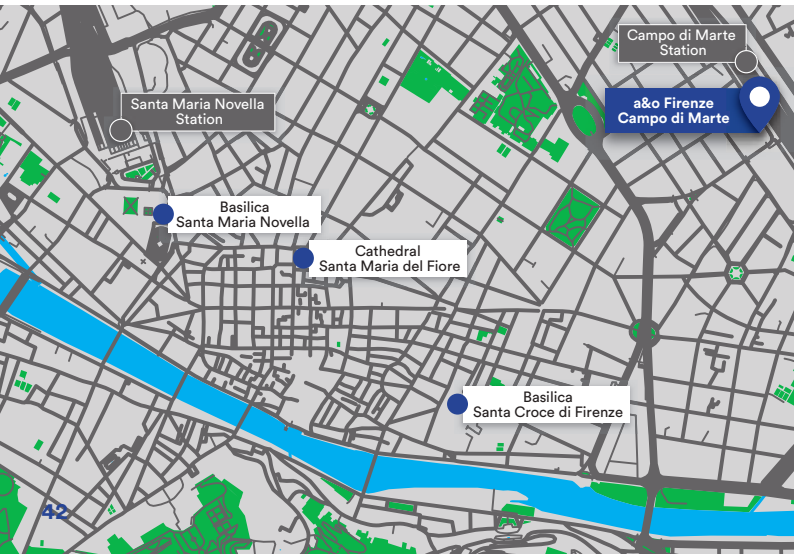 Campo di Marte
Station
a&o Firenze
Campo di Marte
Santa Maria Novella
Station
Basilica
Santa Maria Novella
Cathedral
Santa Maria del Fiore
Basilica
Santa Croce di Firenze
42